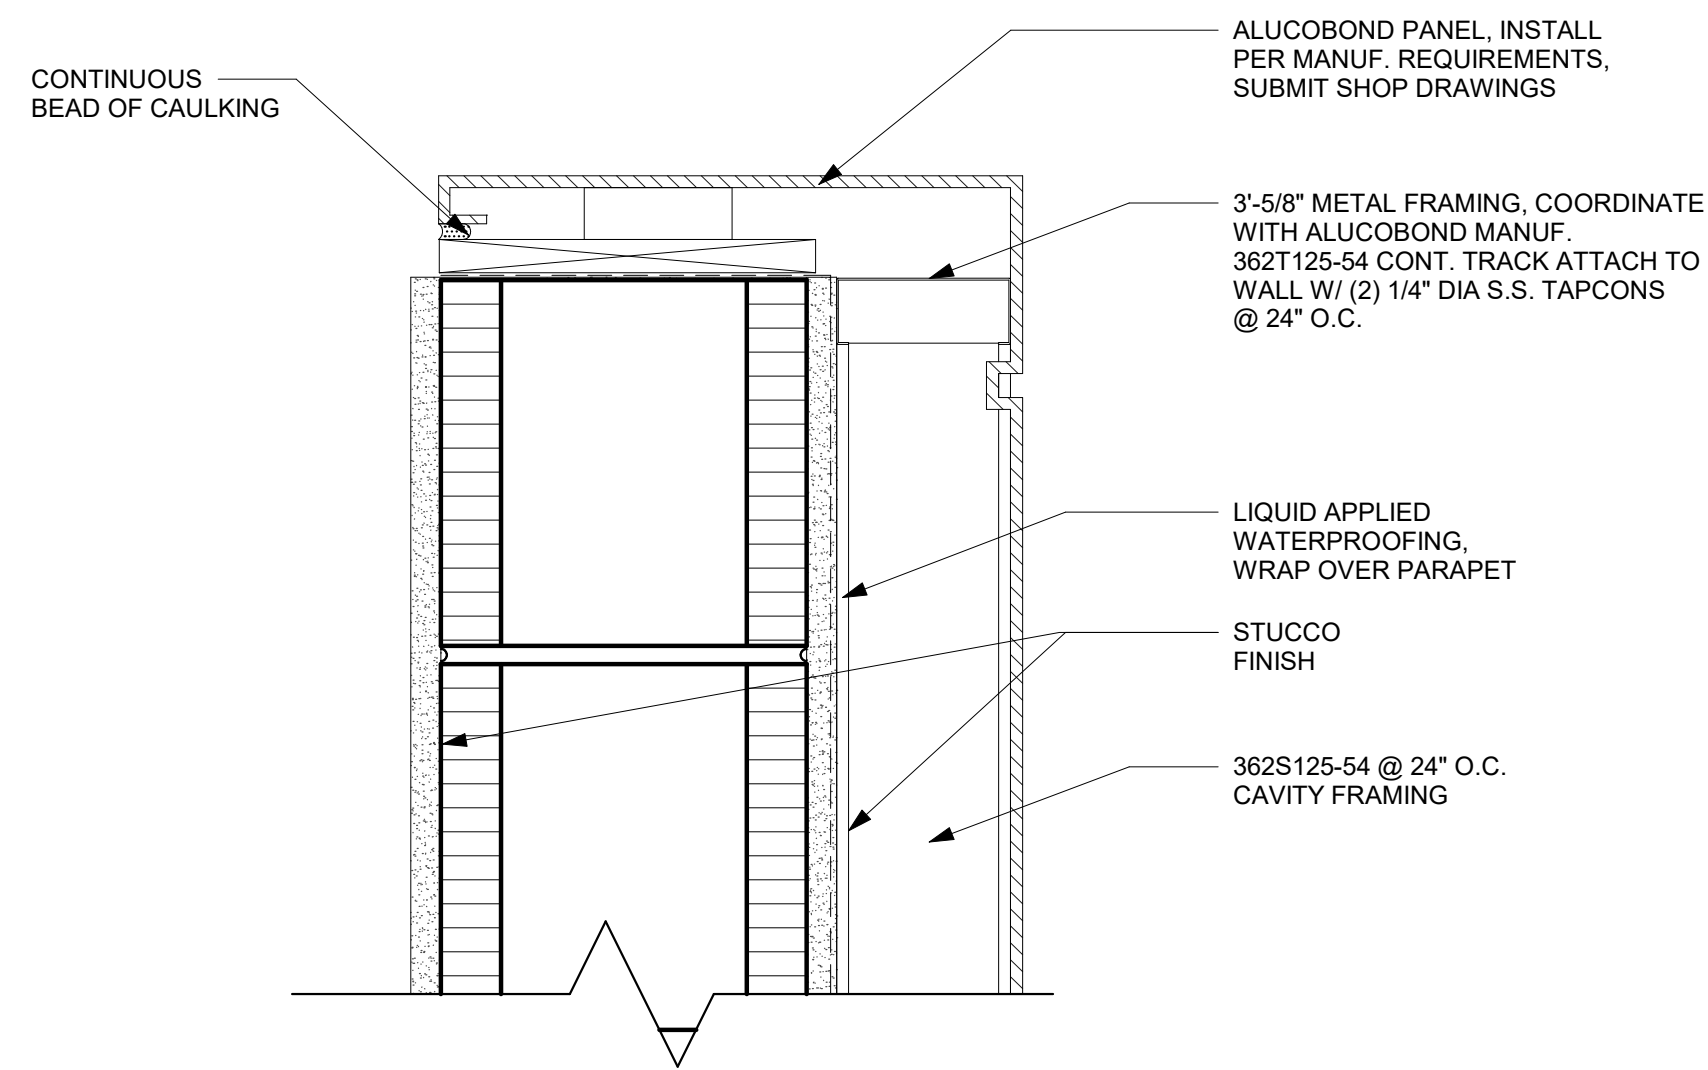 CONTINUOUS
BEAD OF CAULKING
ALUCOBOND PANEL, INSTALL
PER MANUF. REQUIREMENTS,
SUBMIT SHOP DRAWINGS
3'-5/8" METAL FRAMING, COORDINATE
WITH ALUCOBOND MANUF.
362T125-54 CONT. TRACK ATTACH TO
WALL W/ (2) 1/4" DIA S.S. TAPCONS
@ 24" O.C.
LIQUID APPLIED
WATERPROOFING,
WRAP OVER PARAPET
STUCCO
FINISH
362S125-54 @ 24" O.C.
CAVITY FRAMING